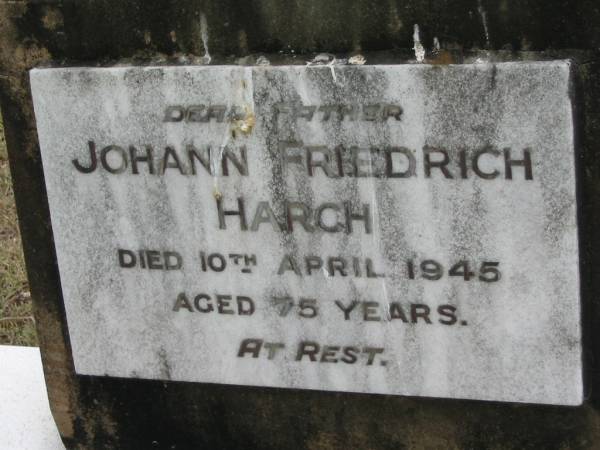 DEAR FATHER
JOHANN FRIEDRICH
HARCH
DIED 10TH APRIL 1945
AGED 75 YEARS.
AT REST.